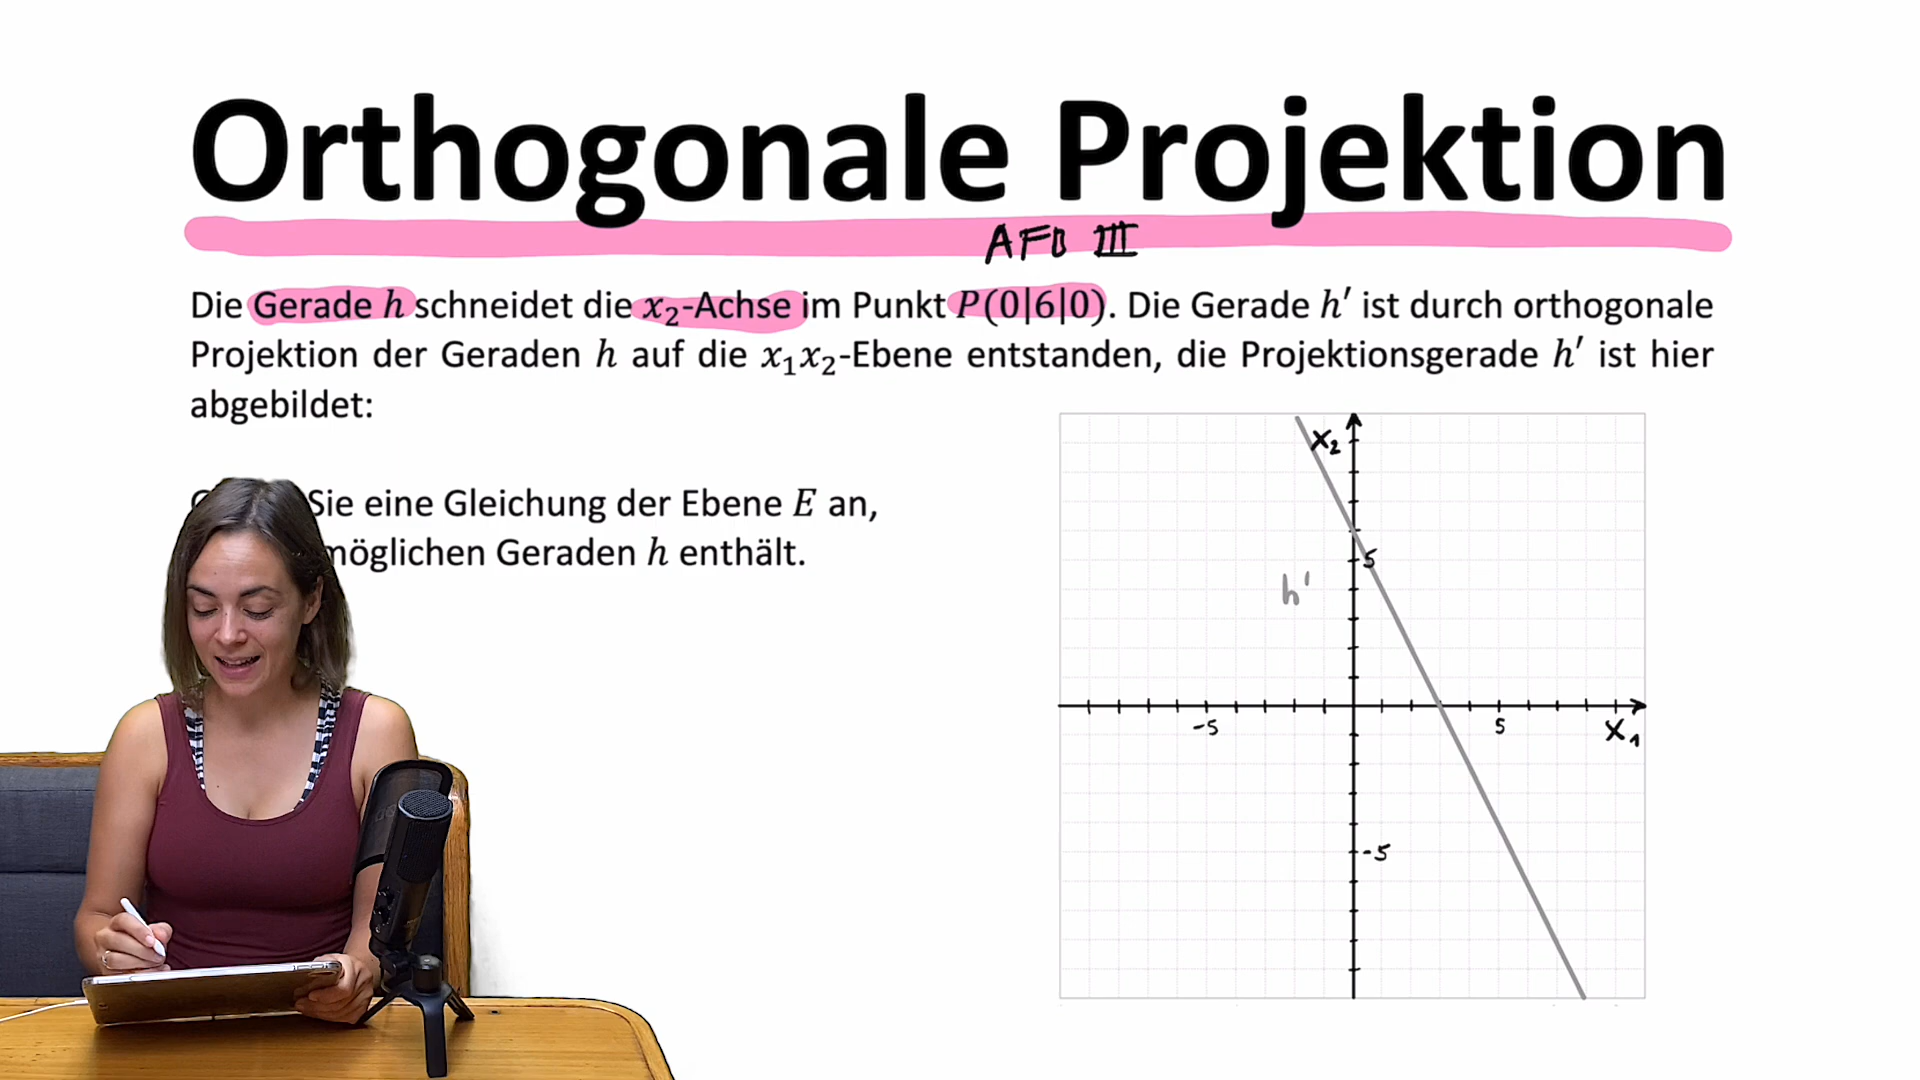 Orthogonale Projektion
AFB III
Die Gerade h schneidet die x₂-Achse im Punkt P(0|6|0). Die Gerade h′ ist durch orthogonale
Projektion der Geraden h auf die x₁x₂-Ebene entstanden, die Projektionsgerade h′ ist hier
abgebildet:
Sie eine Gleichung der Ebene E an,
möglichen Geraden h enthält.
x₂
5
h'
-5
5
x₁
-5